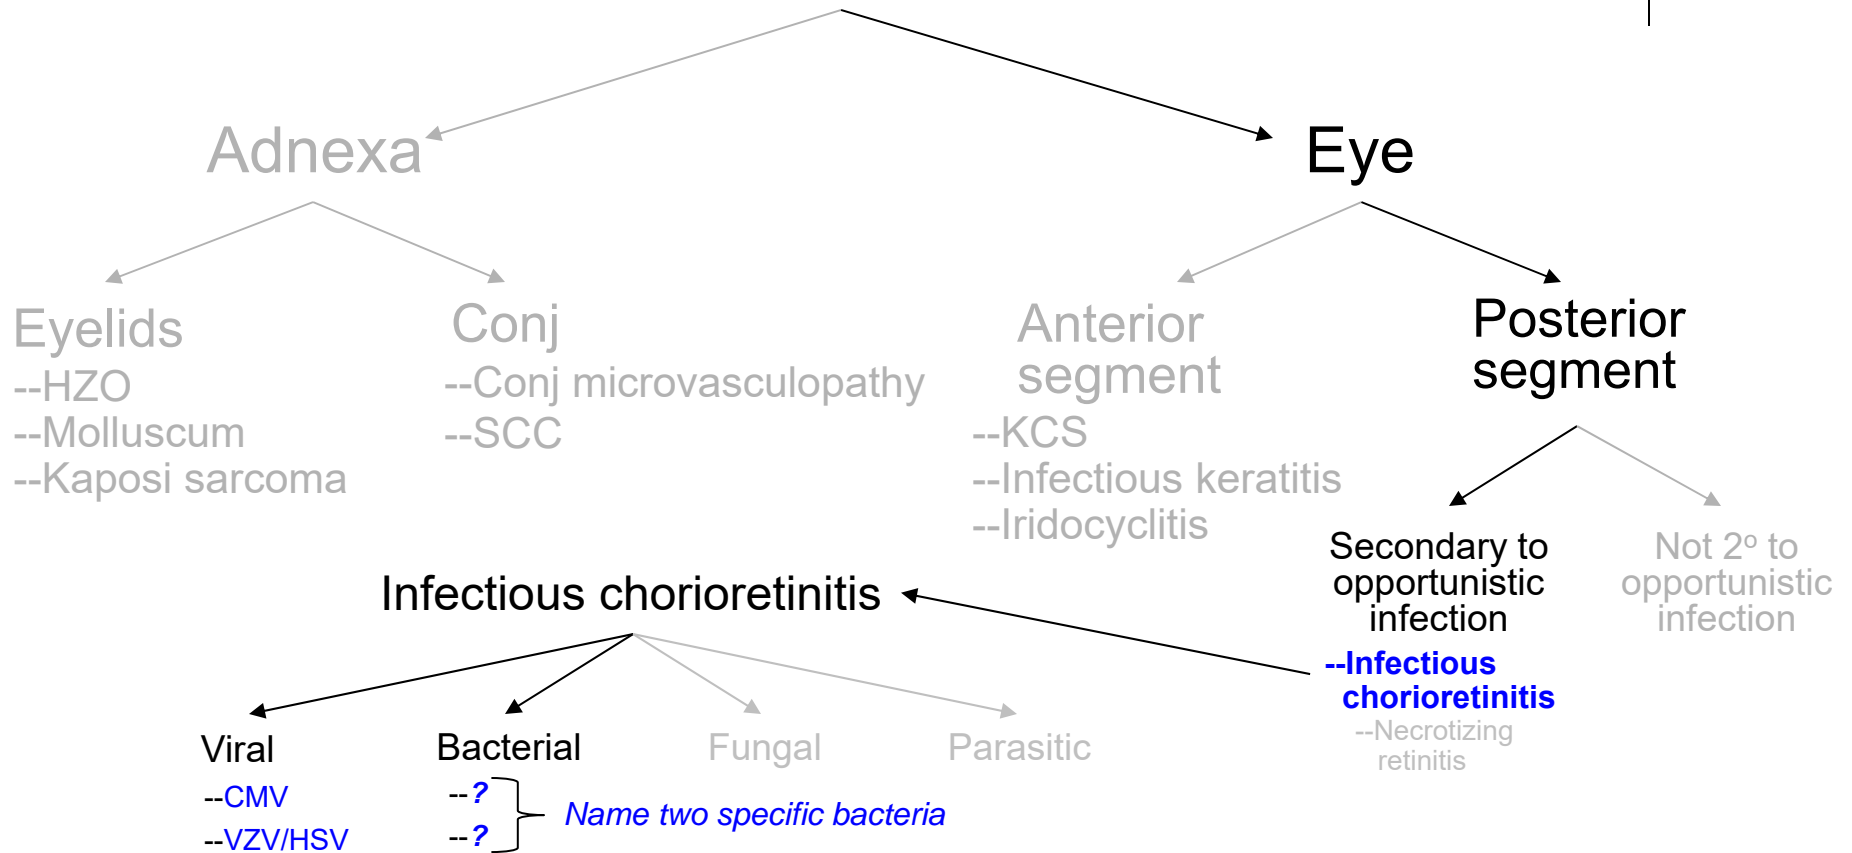 Adnexa
Eye
Eyelids
--HZO
--Molluscum
--Kaposi sarcoma
Conj
--Conj microvasculopathy
--SCC
Anterior
segment
--KCS
--Infectious keratitis
--Iridocyclitis
Posterior
segment
Secondary to
opportunistic
infection
--Infectious
chorioretinitis
--Necrotizing
retinitis
Not 2º to
opportunistic
infection
Infectious chorioretinitis
Viral
--CMV
--VZV/HSV
Bacterial
--?
--?
Name two specific bacteria
Fungal
Parasitic